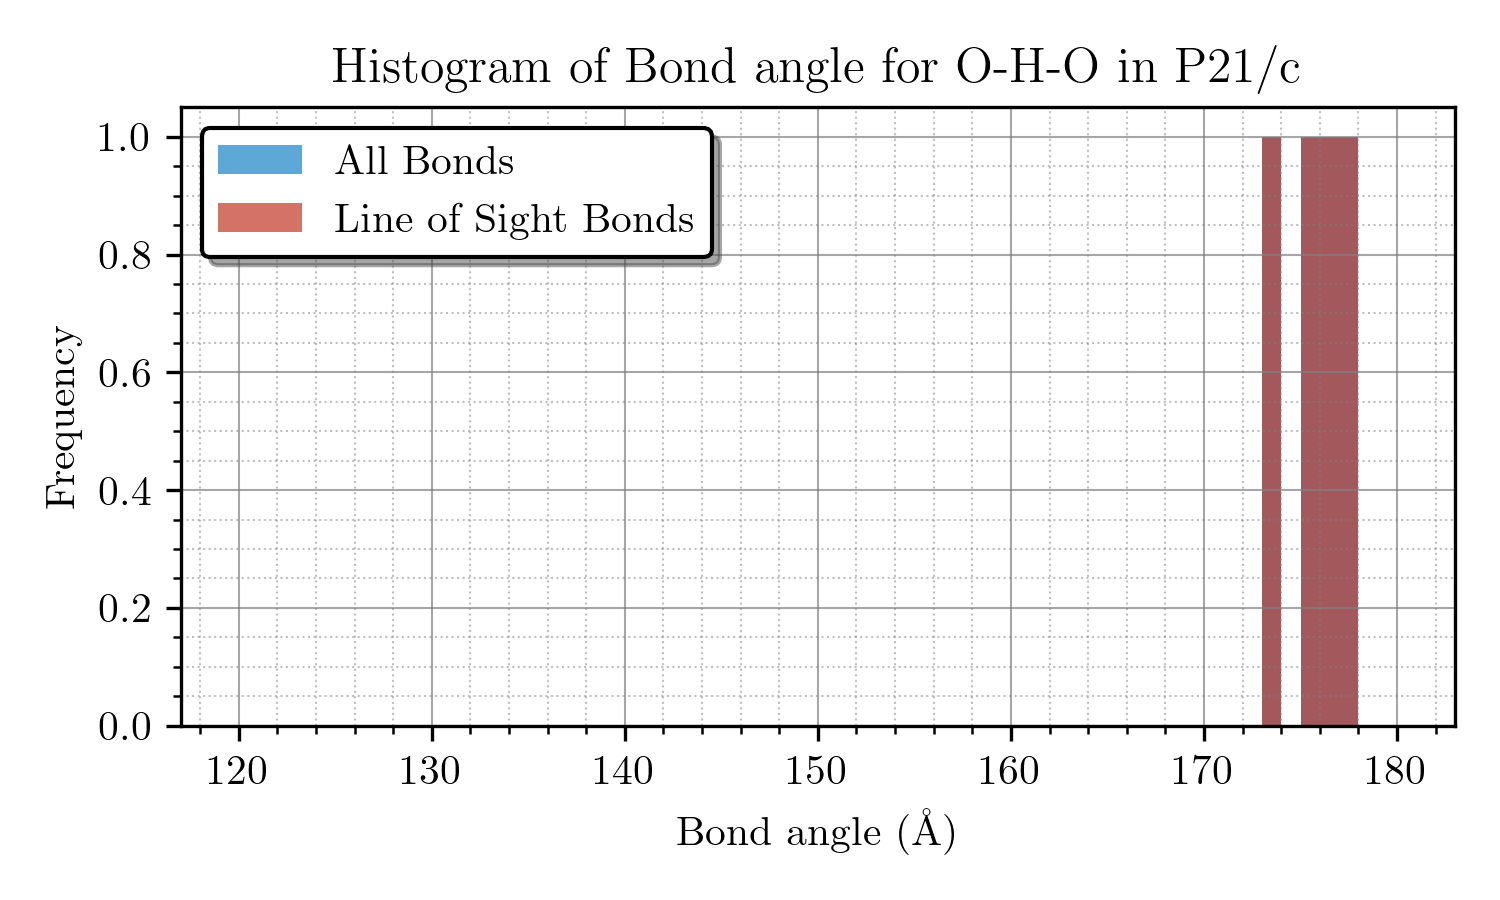 Histogram of Bond angle for O-H-O in P21/c
All Bonds
Line of Sight Bonds
Frequency
1.0
0.8
0.6
0.4
0.2
0.0
120 130 140 150 160 170 180
Bond angle (Å)